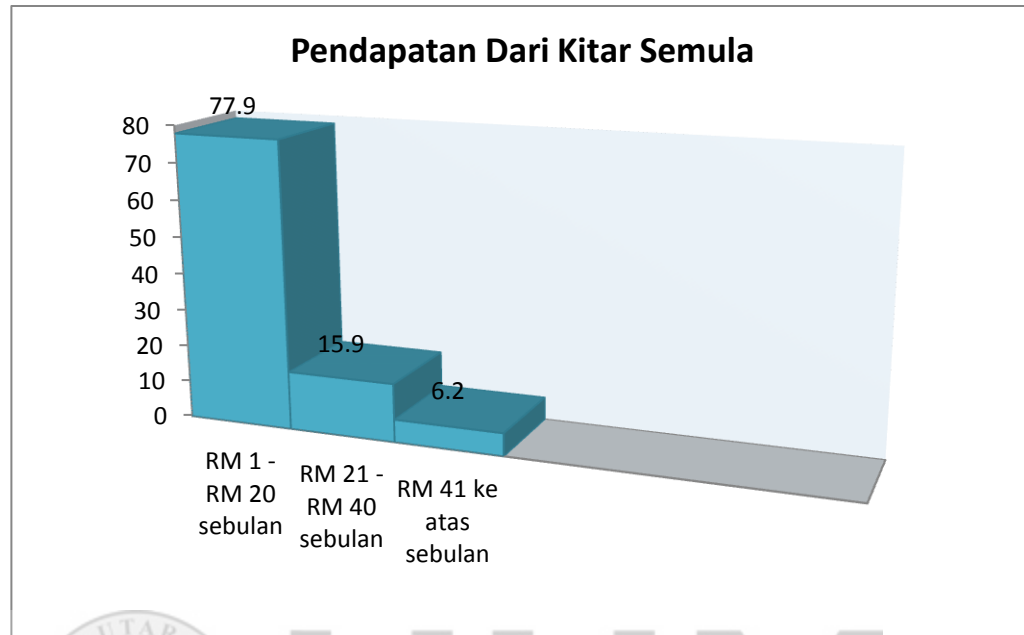 Pendapatan Dari Kitar Semula
77.9
80
70
60
50
40
30
20
10
0
15.9
6.2
RM 1 -
RM 20
sebulan
RM 21 -
RM 40
sebulan
RM 41 ke
atas
sebulan